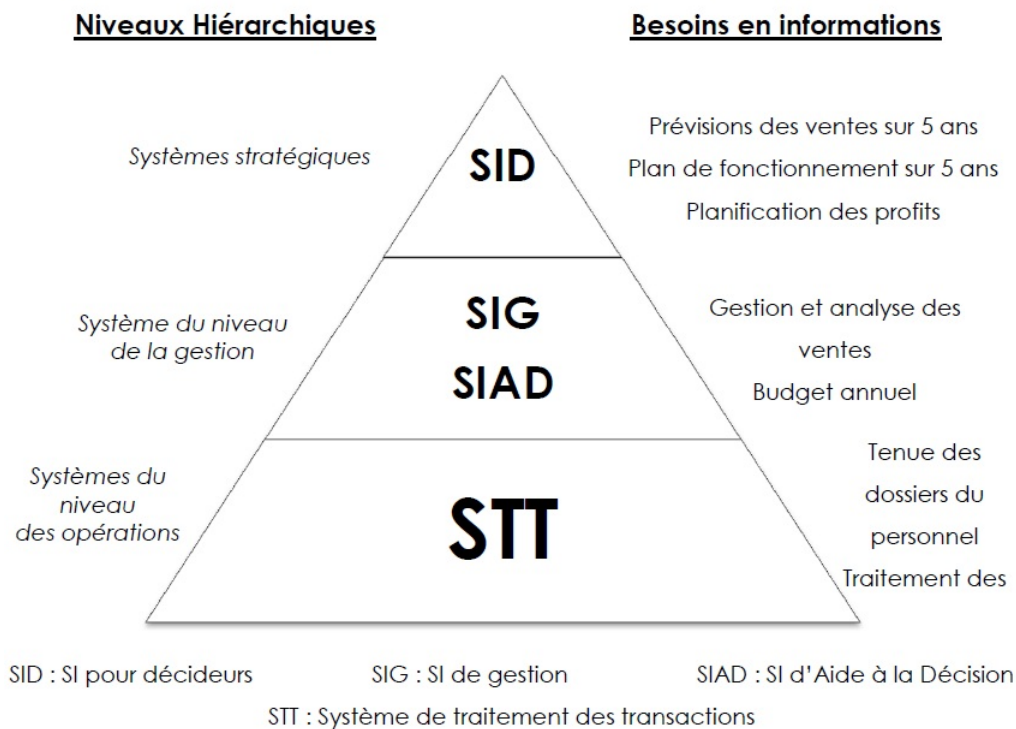 Niveaux Hiérarchiques
Besoins en informations
Systèmes stratégiques
SID
Prévisions des ventes sur 5 ans
Plan de fonctionnement sur 5 ans
Planification des profits
Système du niveau
de la gestion
SIG
SIAD
Gestion et analyse des
ventes
Budget annuel
Systèmes du
niveau
des opérations
STT
Tenue des
dossiers du
personnel
Traitement des
SID : SI pour décideurs
SIG : SI de gestion
SIAD : SI d'Aide à la Décision
STT : Système de traitement des transactions